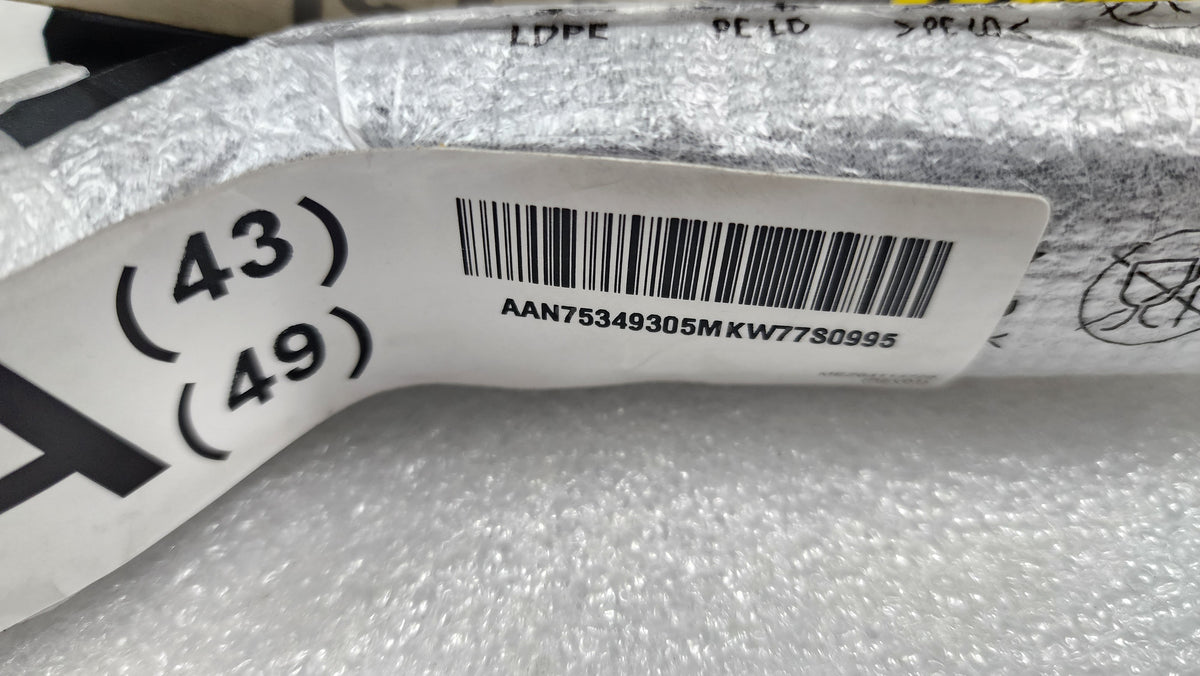 LDPE PE-LD >PE-LD<
(43)
(49)
A
AAN75349305MKW77S0995